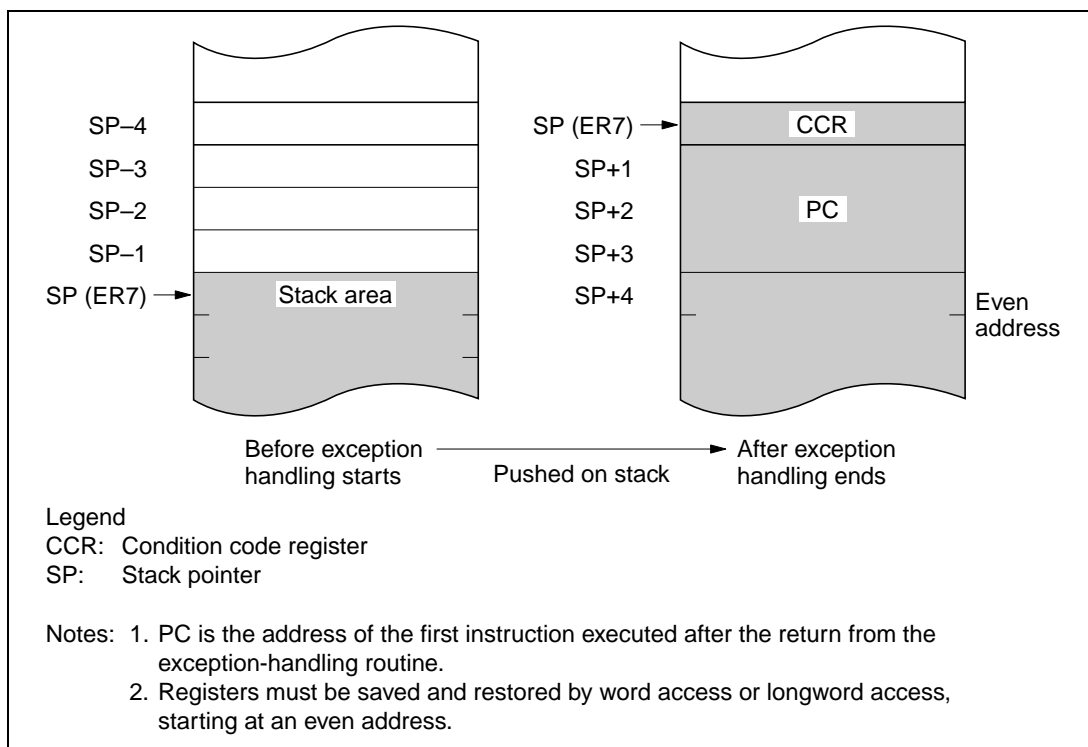 SP–4
SP–3
SP–2
SP–1
SP (ER7)
Stack area
SP (ER7)
SP+1
SP+2
SP+3
SP+4
CCR
PC
Even
address
Before exception
handling starts
Pushed on stack
After exception
handling ends
Legend
CCR: Condition code register
SP: Stack pointer
Notes: 1. PC is the address of the first instruction executed after the return from the
exception-handling routine.
2. Registers must be saved and restored by word access or longword access,
starting at an even address.